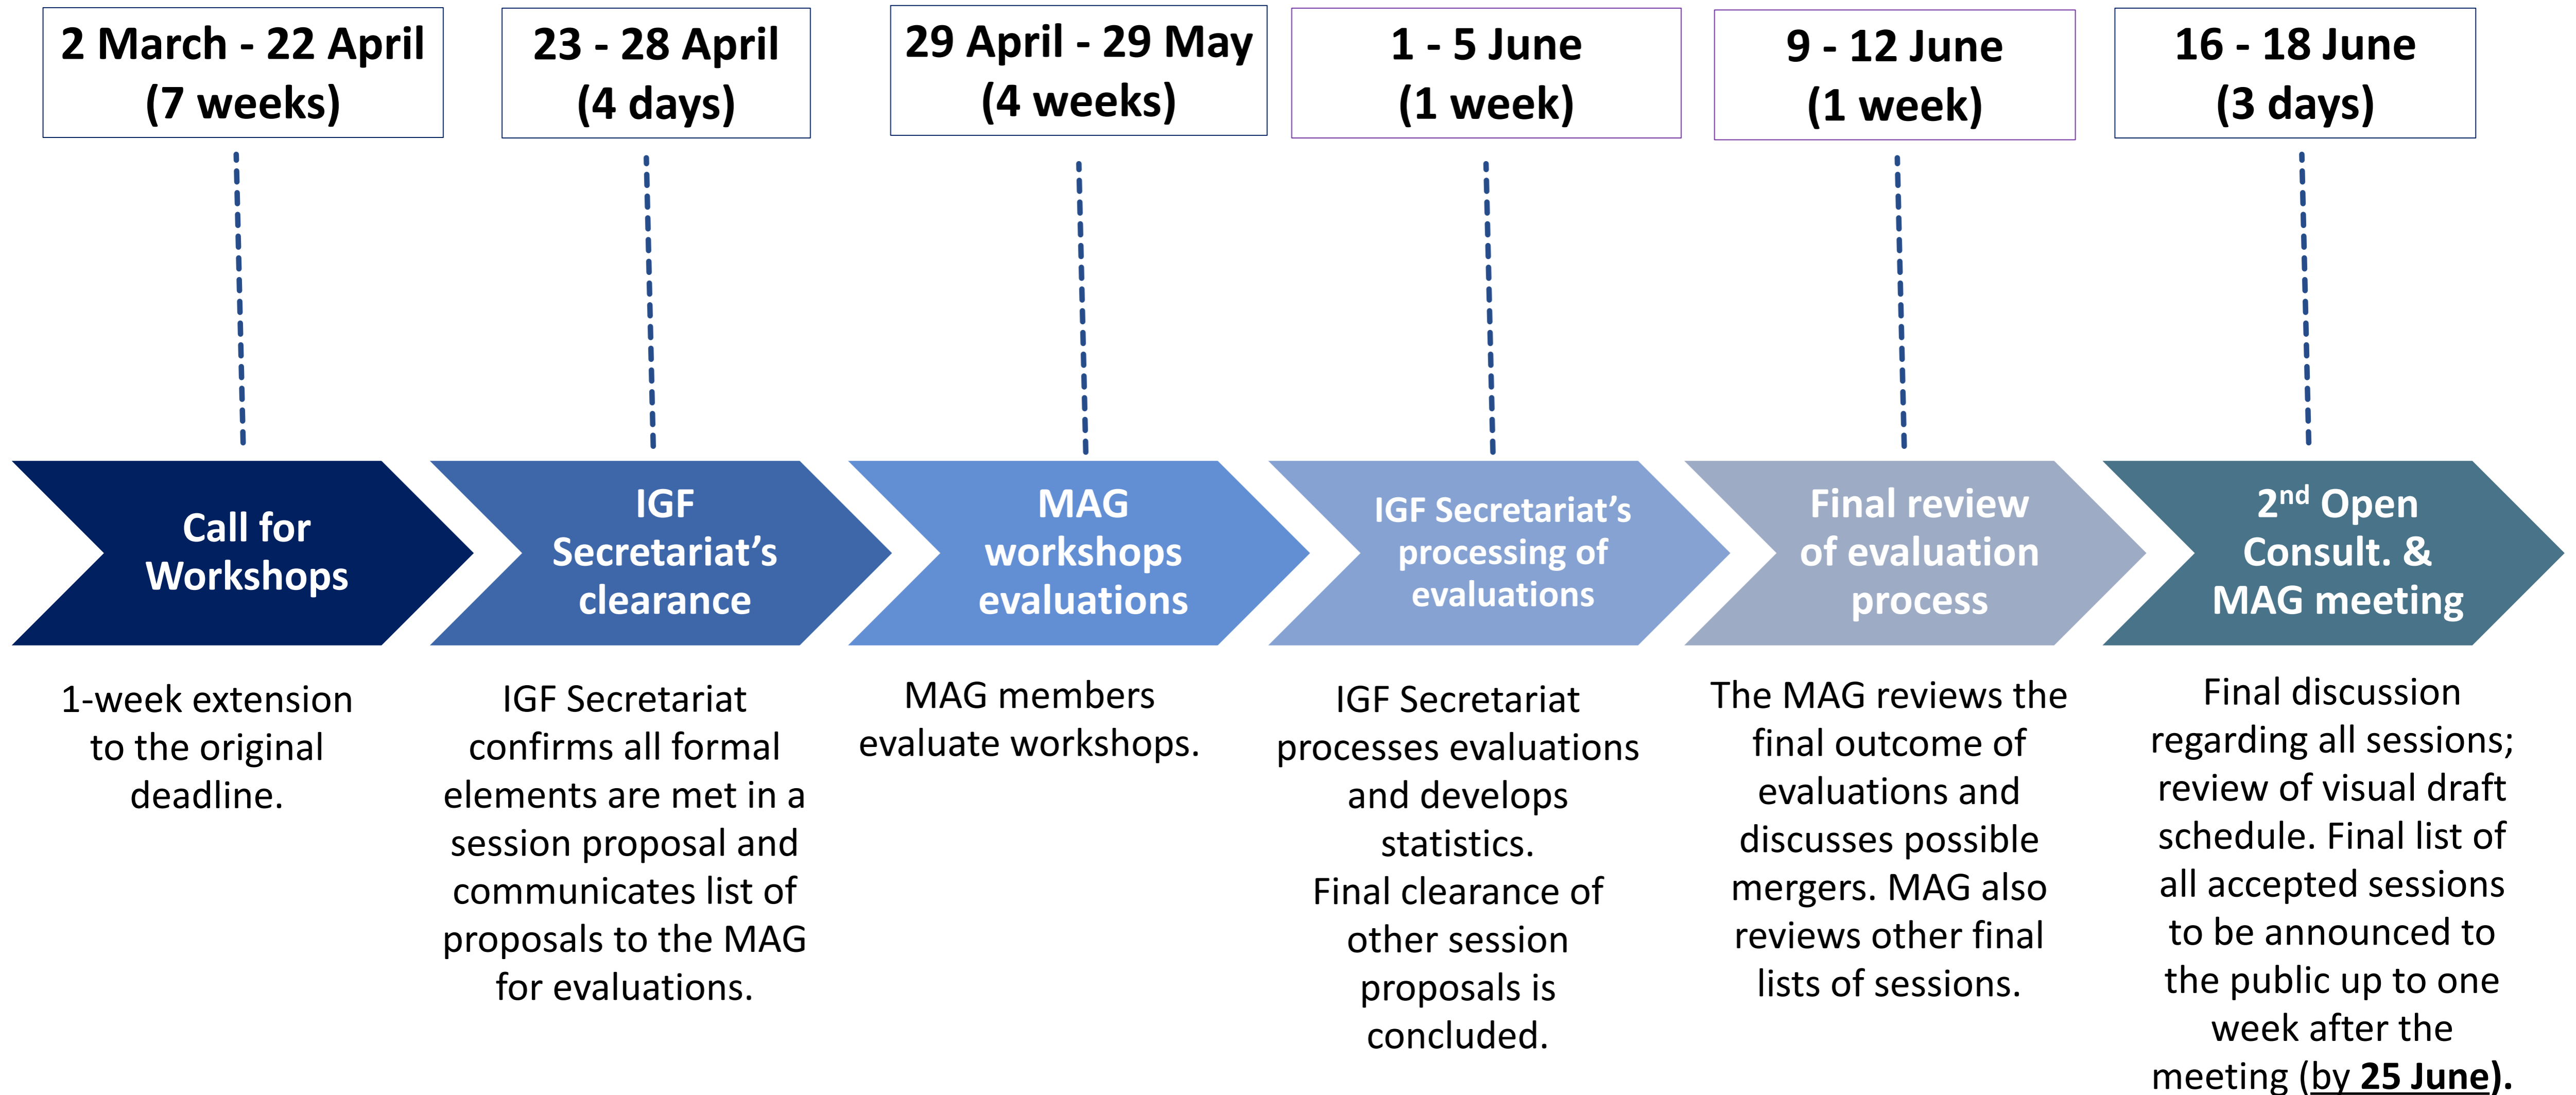 2 March - 22 April
(7 weeks)
23 - 28 April
(4 days)
29 April - 29 May
(4 weeks)
1 - 5 June
(1 week)
9 - 12 June
(1 week)
16 - 18 June
(3 days)
Call for
Workshops
IGF
Secretariat’s
clearance
MAG
workshops
evaluations
IGF Secretariat’s
processing of
evaluations
Final review
of evaluation
process
2nd Open
Consult. &
MAG meeting
1-week extension
to the original
deadline.
IGF Secretariat
confirms all formal
elements are met in a
session proposal and
communicates list of
proposals to the MAG
for evaluations.
MAG members
evaluate workshops.
IGF Secretariat
processes evaluations
and develops
statistics.
Final clearance of
other session
proposals is
concluded.
The MAG reviews the
final outcome of
evaluations and
discusses possible
mergers. MAG also
reviews other final
lists of sessions.
Final discussion
regarding all sessions;
review of visual draft
schedule. Final list of
all accepted sessions
to be announced to
the public up to one
week after the
meeting (by 25 June).